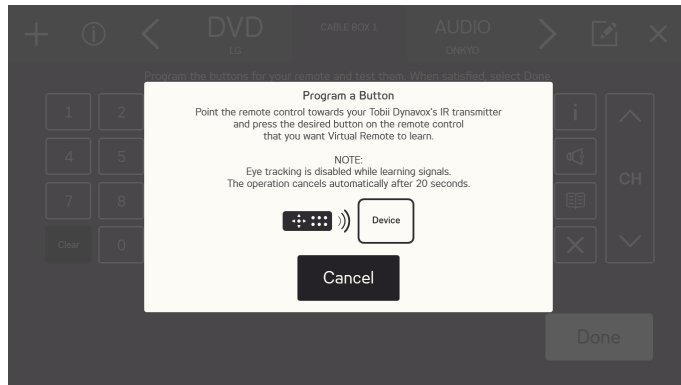 DVD
LG
CABLE BOX 1
AUDIO
ONKYO
Program the buttons for your remote and test them. When satisfied, select Done.
Program a Button
Point the remote control towards your Tobii Dynavox's IR transmitter
and press the desired button on the remote control
that you want Virtual Remote to learn.
NOTE:
Eye tracking is disabled while learning signals.
The operation cancels automatically after 20 seconds.
Device
Cancel
1 2
4 5
7 8
Clear 0
i
CH
Done